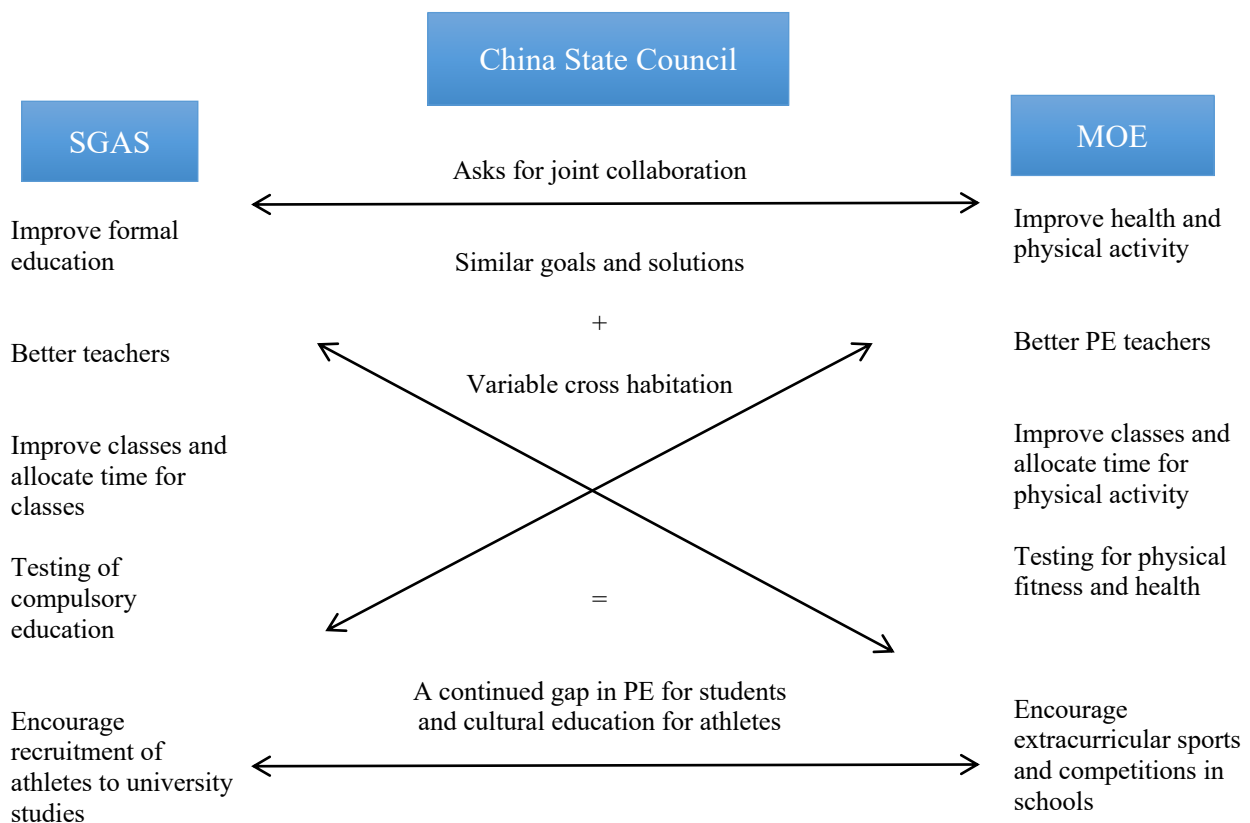 China State Council
SGAS
MOE
Asks for joint collaboration
Improve formal
education
Similar goals and solutions
Improve health and
physical activity
+
Better teachers
Better PE teachers
Variable cross habitation
Improve classes and
allocate time for
classes
Improve classes and
allocate time for
physical activity
Testing of
compulsory
education
=
Testing for physical
fitness and health
A continued gap in PE for students
and cultural education for athletes
Encourage
recruitment of
athletes to university
studies
Encourage
extracurricular sports
and competitions in
schools